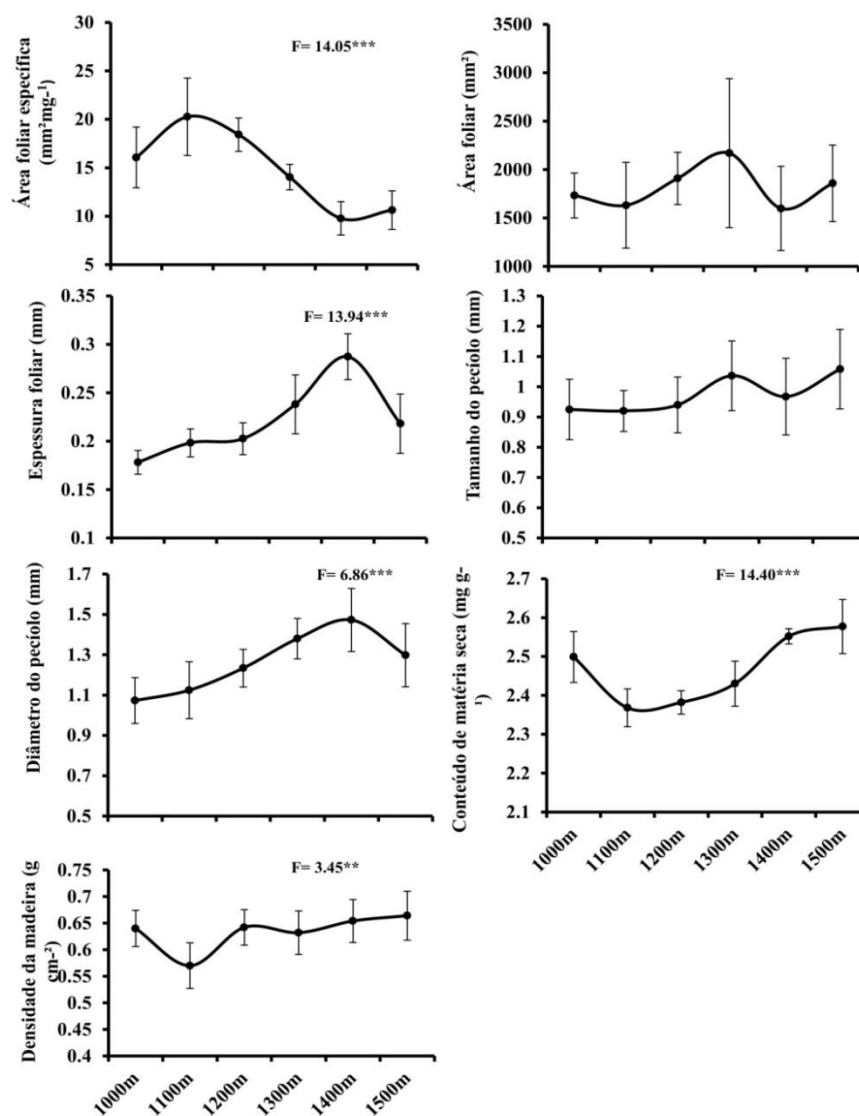 Área foliar específica
(mm²mg-¹)
30
25
20
15
10
5
F= 14.05***
Área foliar (mm²)
3500
3000
2500
2000
1500
1000
Espessura foliar (mm)
0.35
0.3
0.25
0.2
0.15
0.1
F= 13.94***
Tamanho do pecíolo (mm)
1.3
1.2
1.1
1
0.9
0.8
0.7
0.6
0.5
Diâmetro do pecíolo (mm)
1.7
1.5
1.3
1.1
0.9
0.7
0.5
F= 6.86***
Conteúdo de matéria seca (mg g-
¹)
2.7
2.6
2.5
2.4
2.3
2.2
2.1
F= 14.40***
1000m
1100m
1200m
1300m
1400m
1500m
Densidade da madeira (g
cm-²)
0.75
0.7
0.65
0.6
0.55
0.5
0.45
0.4
F= 3.45**
1000m
1100m
1200m
1300m
1400m
1500m